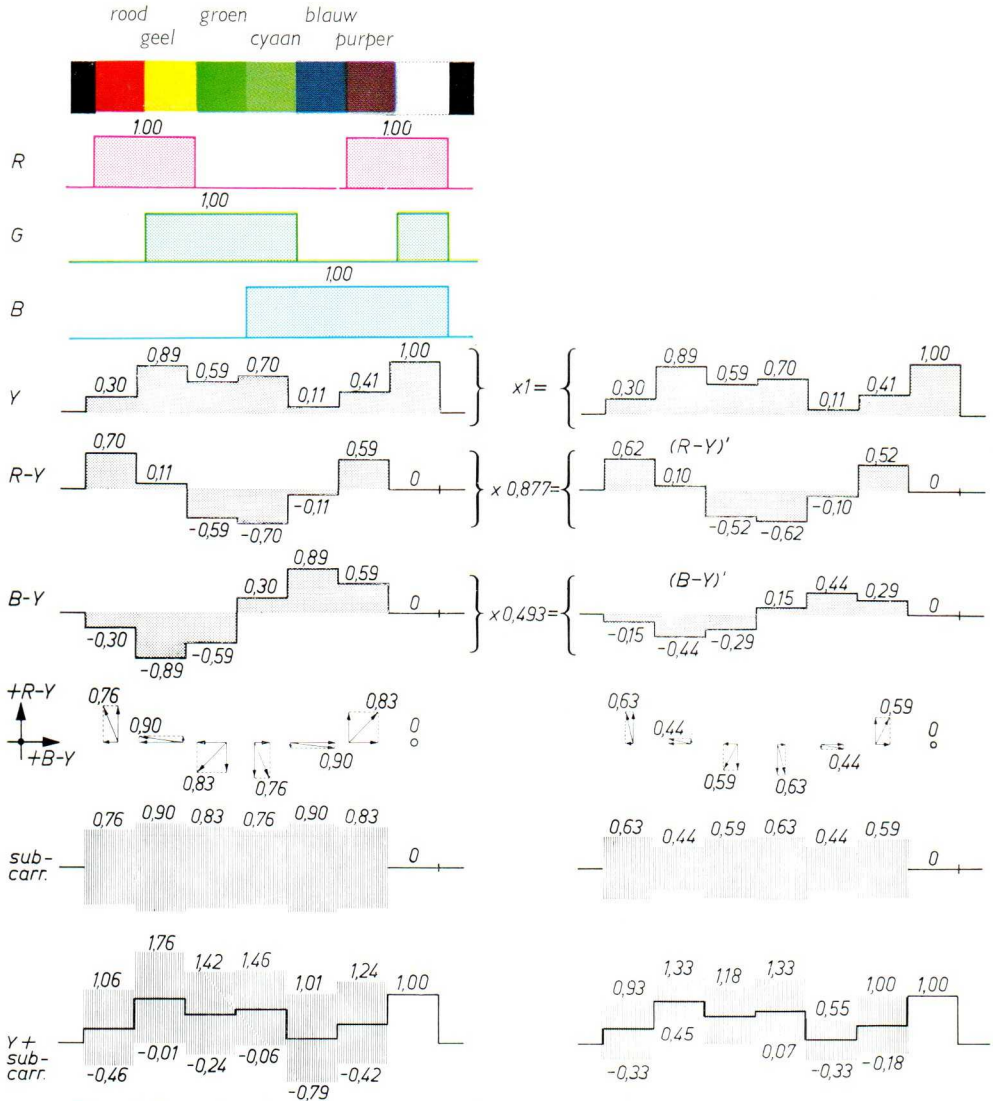 rood groen blauw
geel cyaan purper
1.00 1.00
R
1,00
G
1,00
B
0,30 0,89 0,59 0,70 0,11 0,41 1,00 x1= 0,30 0,89 0,59 0,70 0,11 0,41 1,00
Y
R-Y 0,70 0,11 -0,59 -0,70 -0,11 0,59 0 x 0,877= 0,62 0,10 -0,52 -0,62 (R-Y)' -0,10 0,52 0
B-Y -0,30 -0,89 -0,59 0,30 0,89 0,59 0 x 0,493= -0,15 -0,44 -0,29 (B-Y)' 0,15 0,44 0,29 0
+R-Y
+B-Y
0,76 0,90 0,83 0,76 0,90 0,83 0 0,63 0,44 0,59 0,63 0,44 0,59 0
0,76 0,90 0,83 0,76 0,90 0,83 0 0,63 0,44 0,59 0,63 0,44 0,59 0
sub-
carr.
1,06 1,76 1,42 1,46 1,01 1,24 1,00 0,93 1,33 1,18 1,33 0,55 1,00 1,00
Y+
sub-
carr.
-0,46 -0,01 -0,24 -0,06 -0,79 -0,42 -0,33 0,45 0,07 -0,33 -0,18